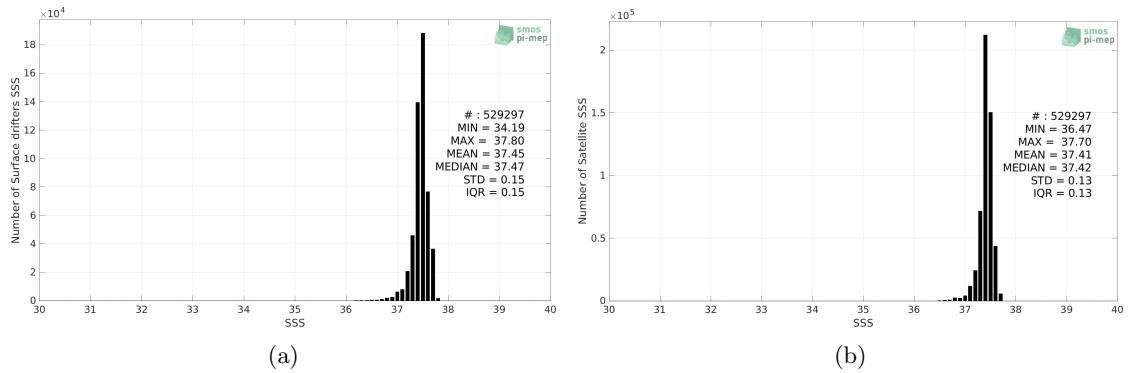 ×10⁴
18
16
14
12
10
8
6
4
2
0
Number of Surface drifters SSS
30 31 32 33 34 35 36 37 38 39 40
SSS
smos
pi-mep
# : 529297
MIN = 34.19
MAX = 37.80
MEAN = 37.45
MEDIAN = 37.47
STD = 0.15
IQR = 0.15
(a)
×10⁵
2
1.5
1
0.5
0
Number of Satellite SSS
30 31 32 33 34 35 36 37 38 39 40
SSS
smos
pi-mep
# : 529297
MIN = 36.47
MAX = 37.70
MEAN = 37.41
MEDIAN = 37.42
STD = 0.13
IQR = 0.13
(b)